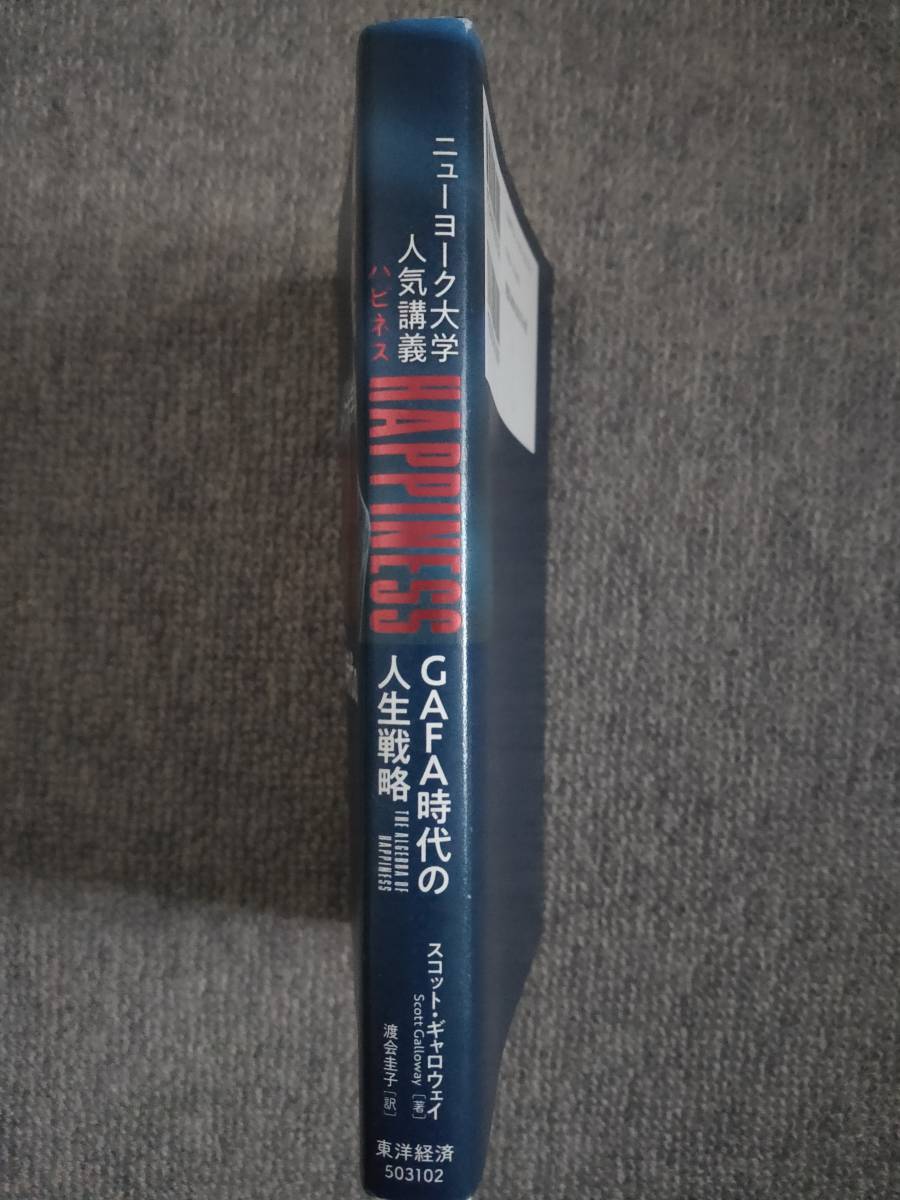 ニューヨーク大学
人気講義
ハピネス
HAPPINESS
GAFA時代の
人生戦略
THE ALGEBRA OF
HAPPINESS
スコット・ギャロウェイ[著]
Scott Galloway
渡会圭子[訳]
東洋経済
503102